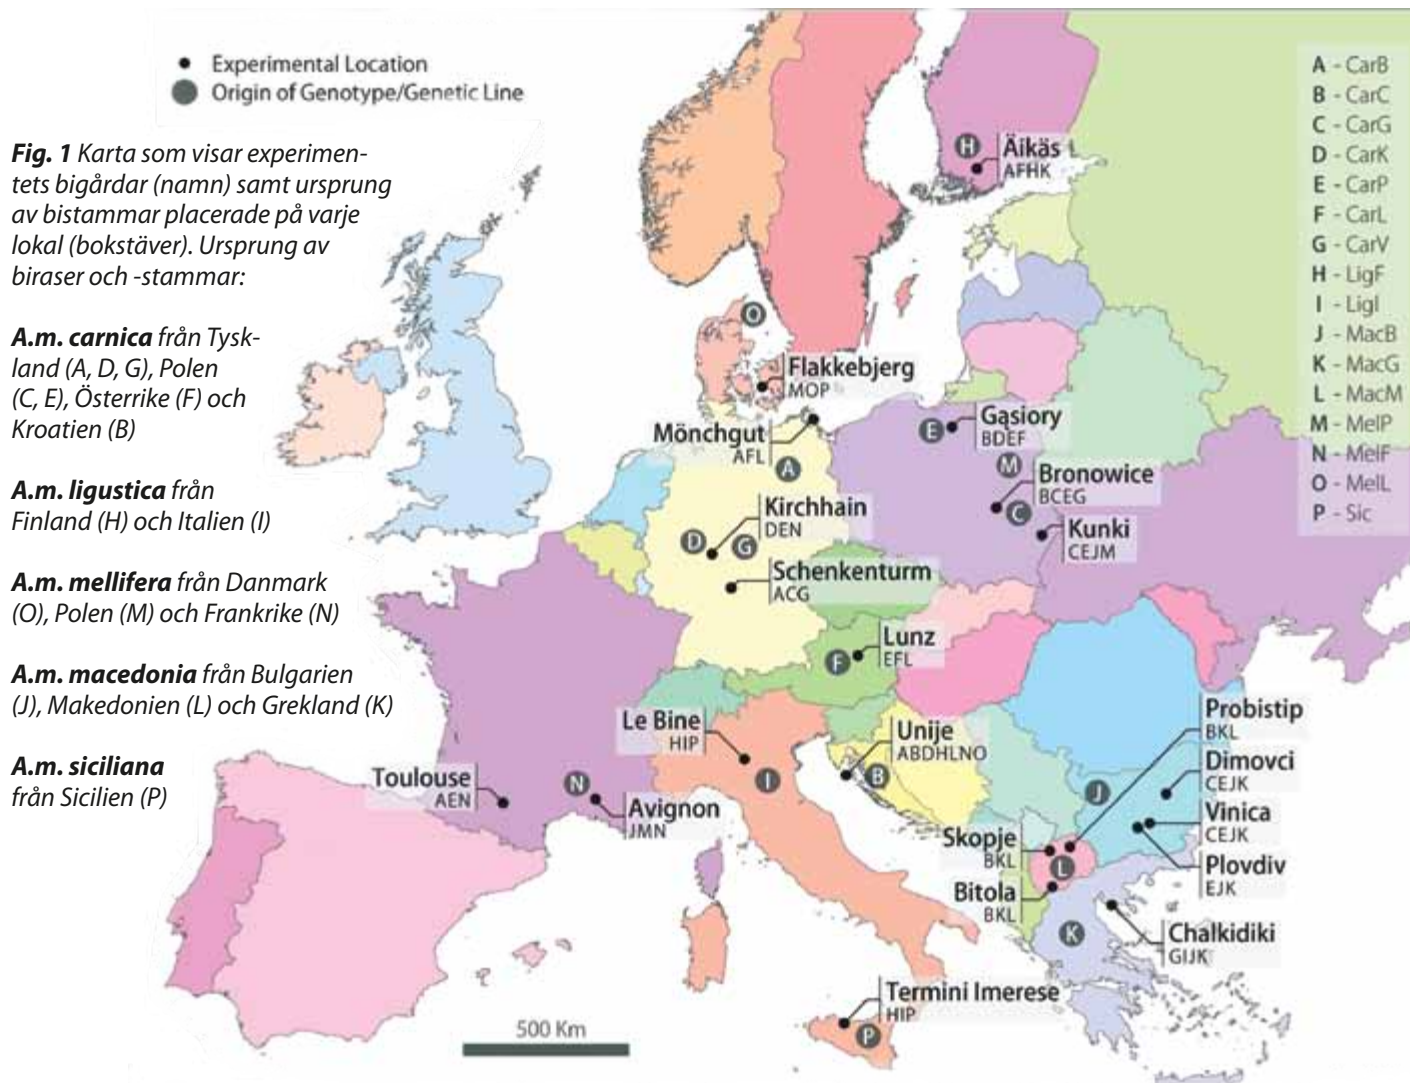 Experimental Location
Origin of Genotype/Genetic Line
Fig. 1 Karta som visar experimen-
tets bigårdar (namn) samt ursprung
av bistammar placerade på varje
lokal (bokstäver). Ursprung av
biraser och -stammar:
A.m. carnica från Tysk-
land (A, D, G), Polen
(C, E), Österrike (F) och
Kroatien (B)
A.m. ligustica från
Finland (H) och Italien (I)
A.m. mellifera från Danmark
(O), Polen (M) och Frankrike (N)
A.m. macedonia från Bulgarien
(J), Makedonien (L) och Grekland (K)
A.m. siciliana
från Sicilien (P)
A - CarB
B - CarC
C - CarG
D - CarK
E - CarP
F - CarL
G - CarV
H - LigF
I - LigI
J - MacB
K - MacG
L - MacM
M - MelP
N - MelF
O - MelL
P - Sic
H
Äikäs
AFHK
O
Flakkebjerg
MOP
Mönchgut
AFL
A
E
Gąsiory
BDEF
M
Bronowice
BCEG
C
Kunki
CEJM
Kirchhain
DEN
D
G
Schenkenturm
ACG
Lunz
EFL
F
Le Bine
HIP
I
Unije
ABDHLNO
B
Probistip
BKL
Dimovci
CEJK
J
Vinica
CEJK
Plovdiv
EJK
Toulouse
AEN
N
Avignon
JMN
Skopje
BKL
L
Bitola
BKL
K
Chalkidiki
GIJK
Termini Imerese
HIP
P
500 Km